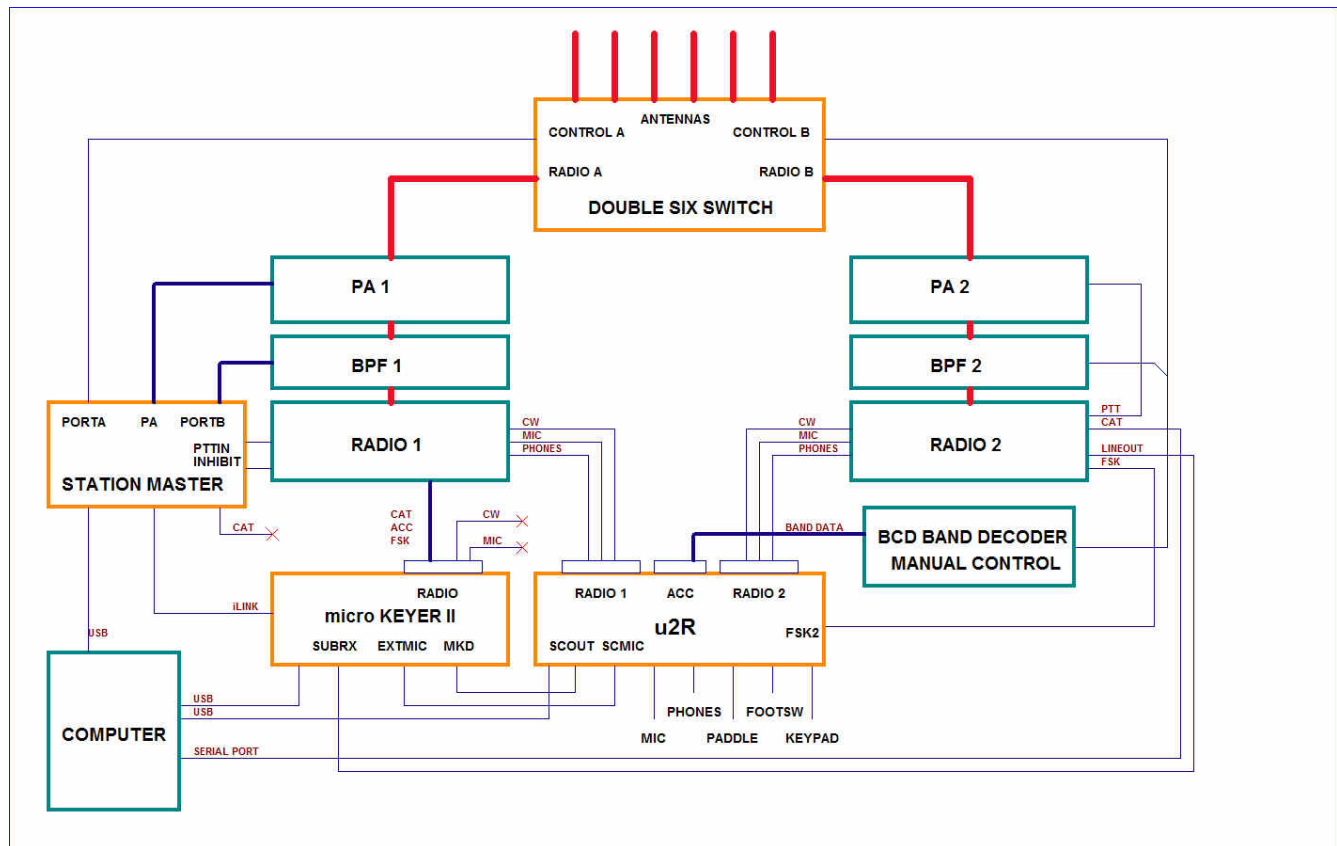 ANTENNAS
CONTROL A
CONTROL B
RADIO A
RADIO B
DOUBLE SIX SWITCH
PA 1
PA 2
BPF 1
BPF 2
PORTA
PA
PORTB
PTTIN
INHIBIT
STATION MASTER
RADIO 1
CW
MIC
PHONES
CW
MIC
PHONES
RADIO 2
PTT
CAT
LINEOUT
FSK
CAT
CAT
ACC
FSK
CW
MIC
BAND DATA
BCD BAND DECODER
MANUAL CONTROL
RADIO
micro KEYER II
SUBRX
EXTMIC
MKD
iLINK
RADIO 1
ACC
RADIO 2
u2R
FSK2
SCOUT
SCMIC
USB
COMPUTER
USB
USB
SERIAL PORT
PHONES
FOOTSW
MIC
PADDLE
KEYPAD